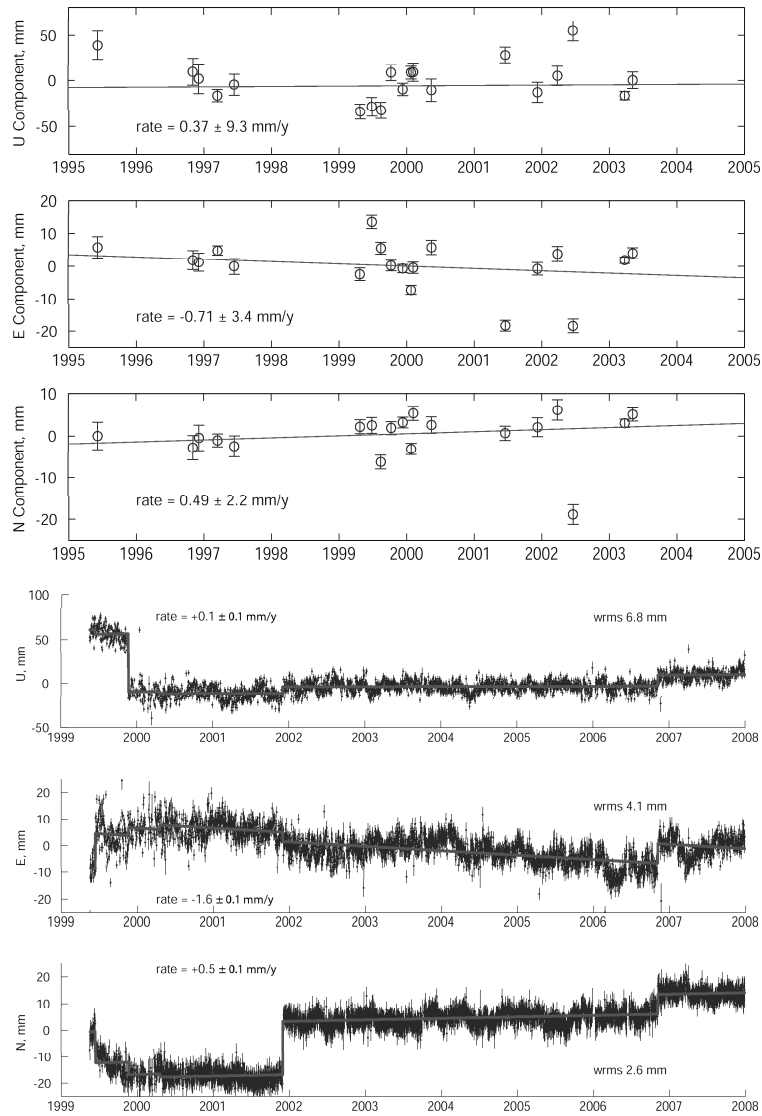 U Component, mm
50
0
-50
rate = 0.37 ± 9.3 mm/y
1995 1996 1997 1998 1999 2000 2001 2002 2003 2004 2005
E Component, mm
20
10
0
-10
-20
rate = -0.71 ± 3.4 mm/y
1995 1996 1997 1998 1999 2000 2001 2002 2003 2004 2005
N Component, mm
10
0
-10
-20
rate = 0.49 ± 2.2 mm/y
1995 1996 1997 1998 1999 2000 2001 2002 2003 2004 2005
U, mm
100
50
0
-50
rate = +0.1 ± 0.1 mm/y
wrms 6.8 mm
1999 2000 2001 2002 2003 2004 2005 2006 2007 2008
E, mm
20
10
0
-10
-20
wrms 4.1 mm
rate = -1.6 ± 0.1 mm/y
1999 2000 2001 2002 2003 2004 2005 2006 2007 2008
N, mm
20
10
0
-10
-20
rate = +0.5 ± 0.1 mm/y
wrms 2.6 mm
1999 2000 2001 2002 2003 2004 2005 2006 2007 2008